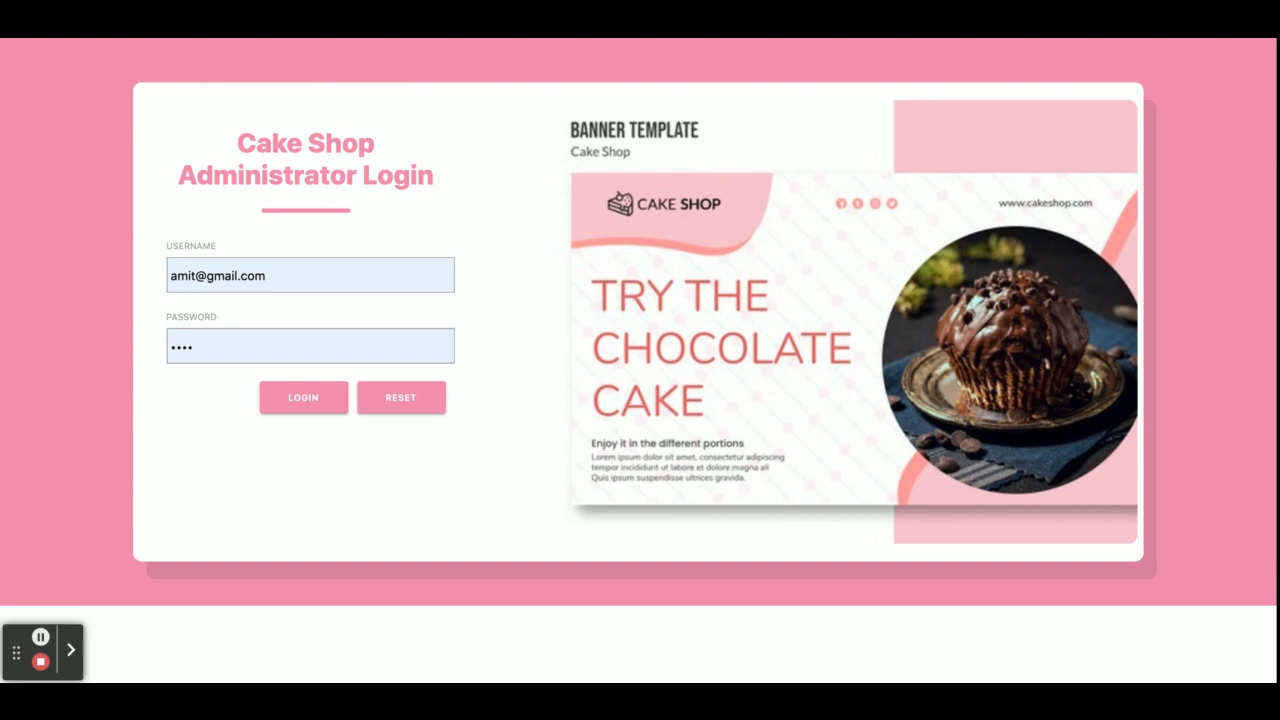 Cake Shop
Administrator Login
USERNAME
amit@gmail.com
PASSWORD
••••
LOGIN
RESET
BANNER TEMPLATE
Cake Shop
CAKE SHOP
www.cakeshop.com
TRY THE
CHOCOLATE
CAKE
Enjoy it in the different portions
Lorem ipsum dolor sit amet, consectetur adipiscing
tempor incididunt ut labore et dolore magna ali
Quis ipsum suspendisse ultrices gravida.